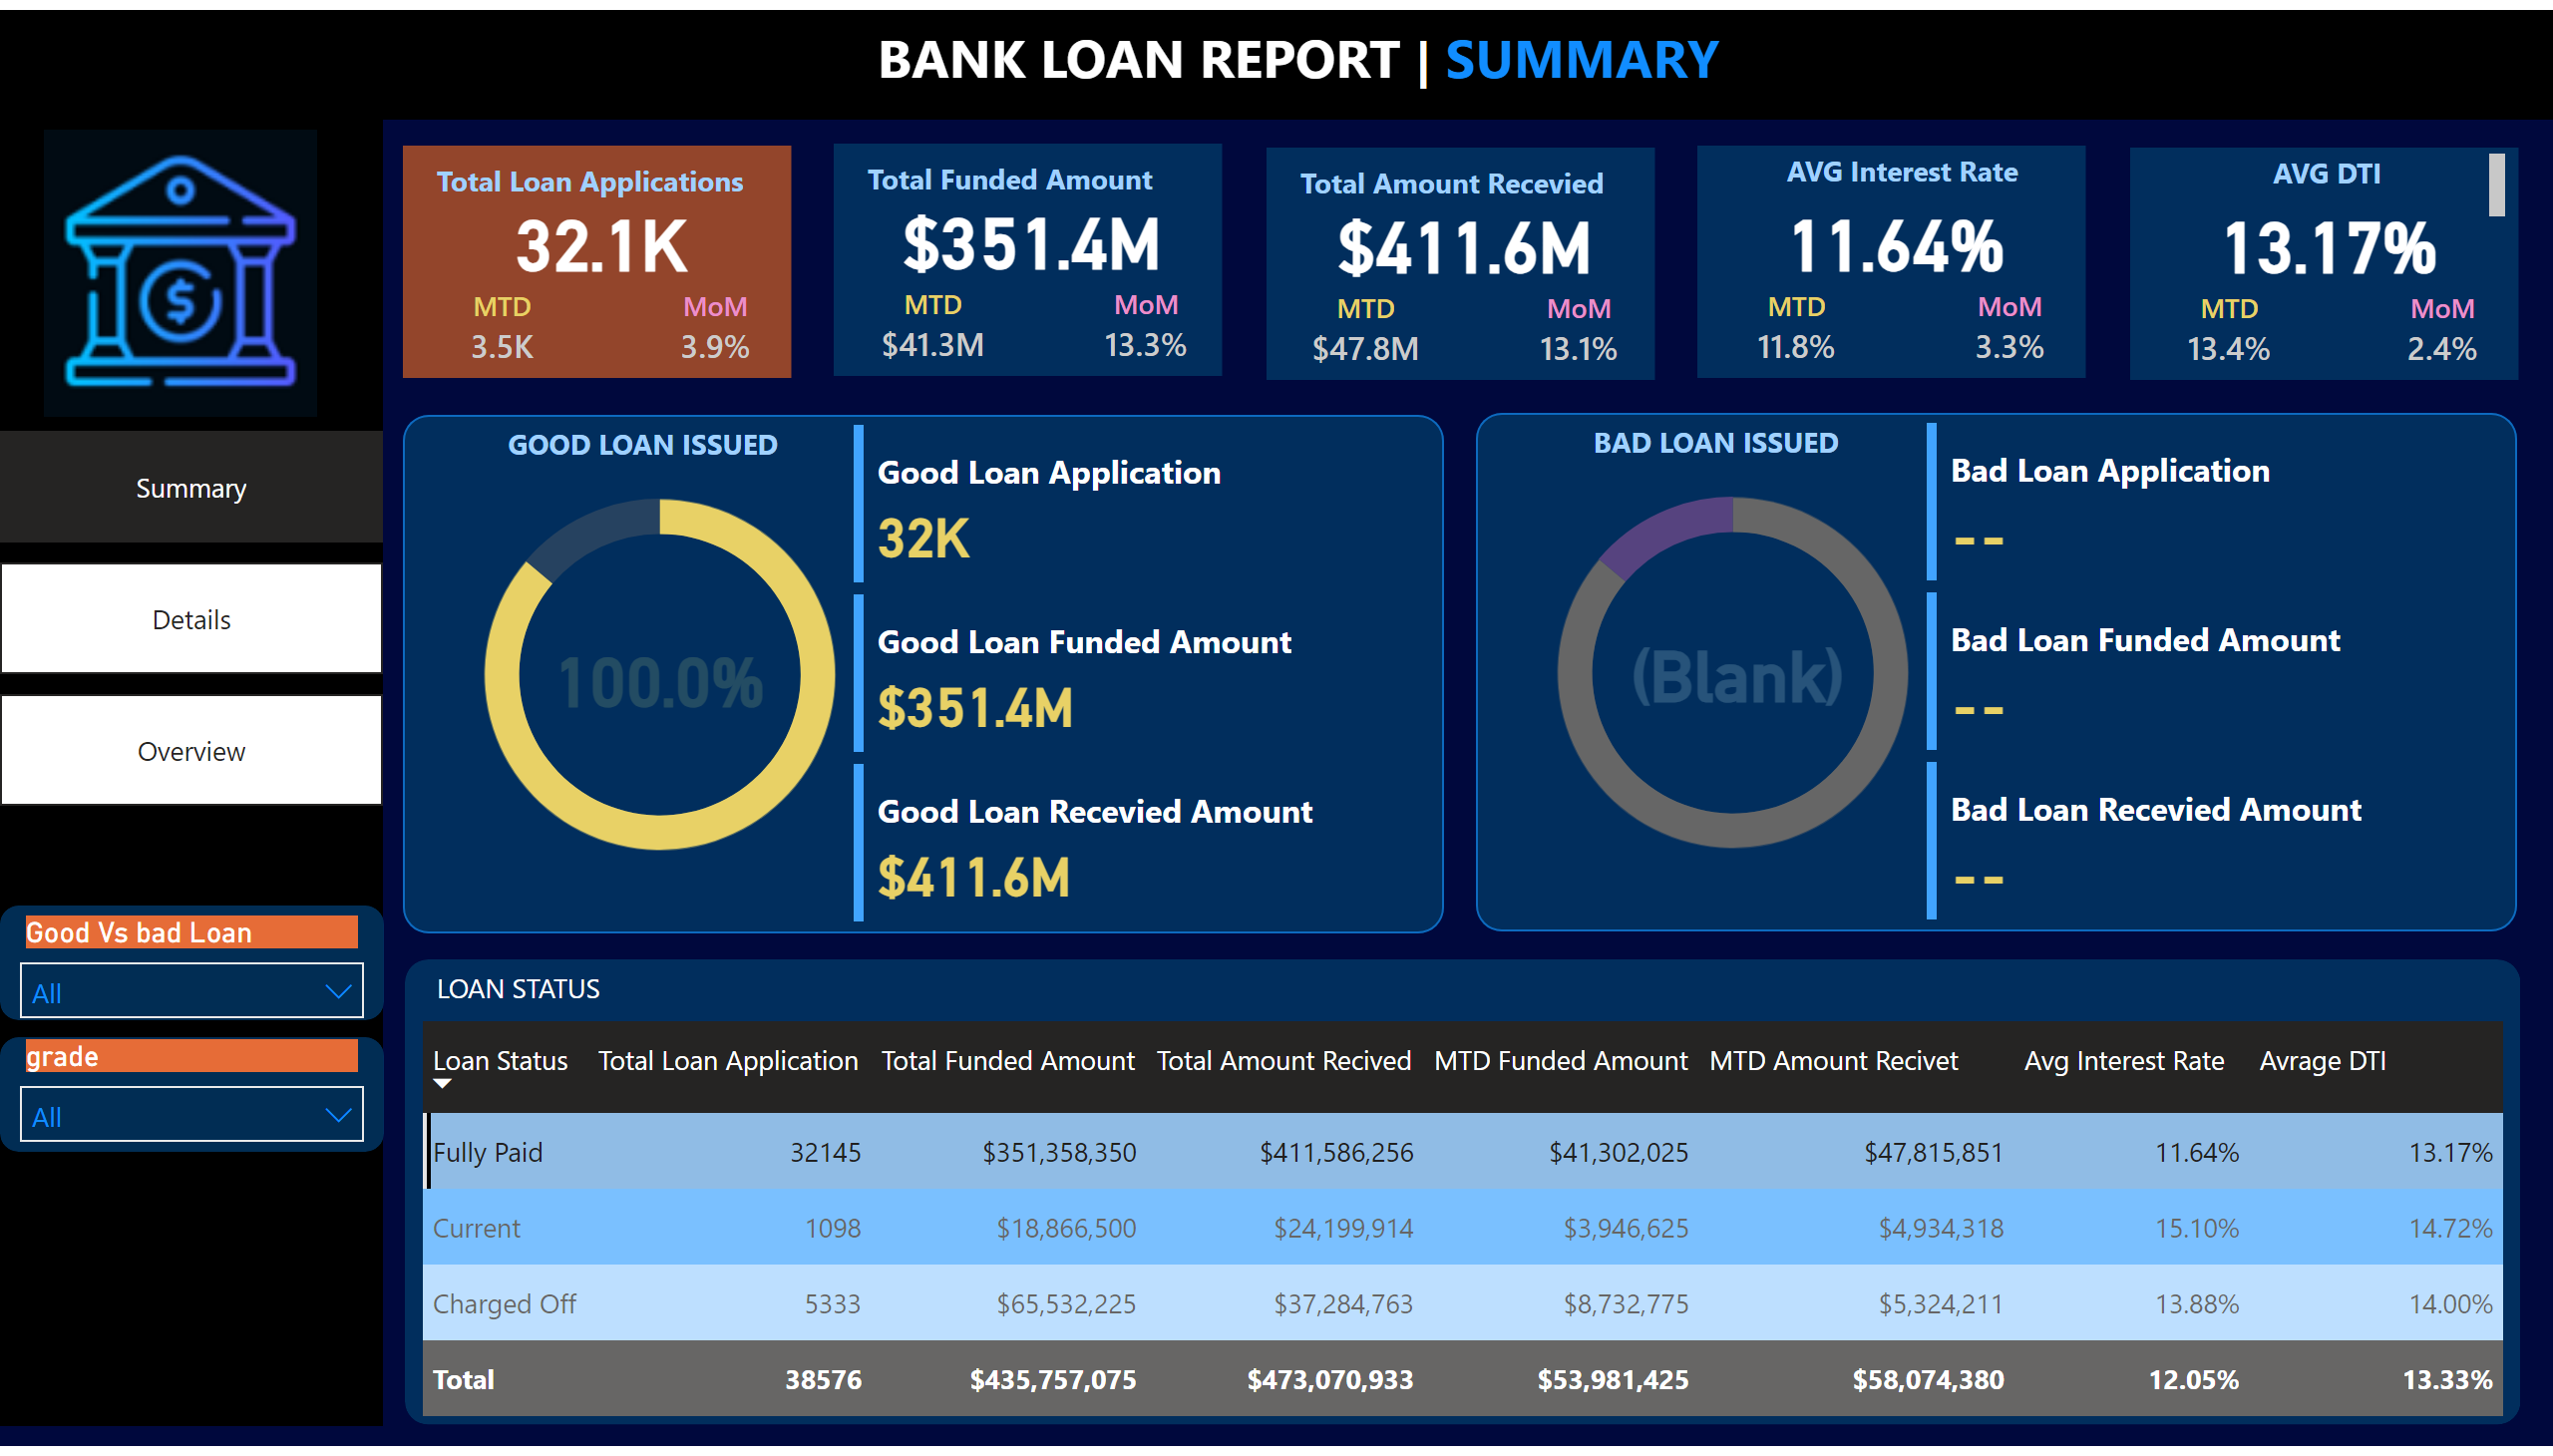 BANK LOAN REPORT | SUMMARY
Total Loan Applications
32.1K
MTD MoM
3.5K 3.9%
Total Funded Amount
$351.4M
MTD MoM
$41.3M 13.3%
Total Amount Recevied
$411.6M
MTD MoM
$47.8M 13.1%
AVG Interest Rate
11.64%
MTD MoM
11.8% 3.3%
AVG DTI
13.17%
MTD MoM
13.4% 2.4%
$
Summary
Details
Overview
Good Vs bad Loan
All
grade
All
GOOD LOAN ISSUED
100.0%
Good Loan Application
32K
Good Loan Funded Amount
$351.4M
Good Loan Recevied Amount
$411.6M
BAD LOAN ISSUED
(Blank)
Bad Loan Application
--
Bad Loan Funded Amount
--
Bad Loan Recevied Amount
--
LOAN STATUS
Loan Status Total Loan Application Total Funded Amount Total Amount Recived MTD Funded Amount MTD Amount Recivet Avg Interest Rate Avrage DTI
Fully Paid 32145 $351,358,350 $411,586,256 $41,302,025 $47,815,851 11.64% 13.17%
Current 1098 $18,866,500 $24,199,914 $3,946,625 $4,934,318 15.10% 14.72%
Charged Off 5333 $65,532,225 $37,284,763 $8,732,775 $5,324,211 13.88% 14.00%
Total 38576 $435,757,075 $473,070,933 $53,981,425 $58,074,380 12.05% 13.33%